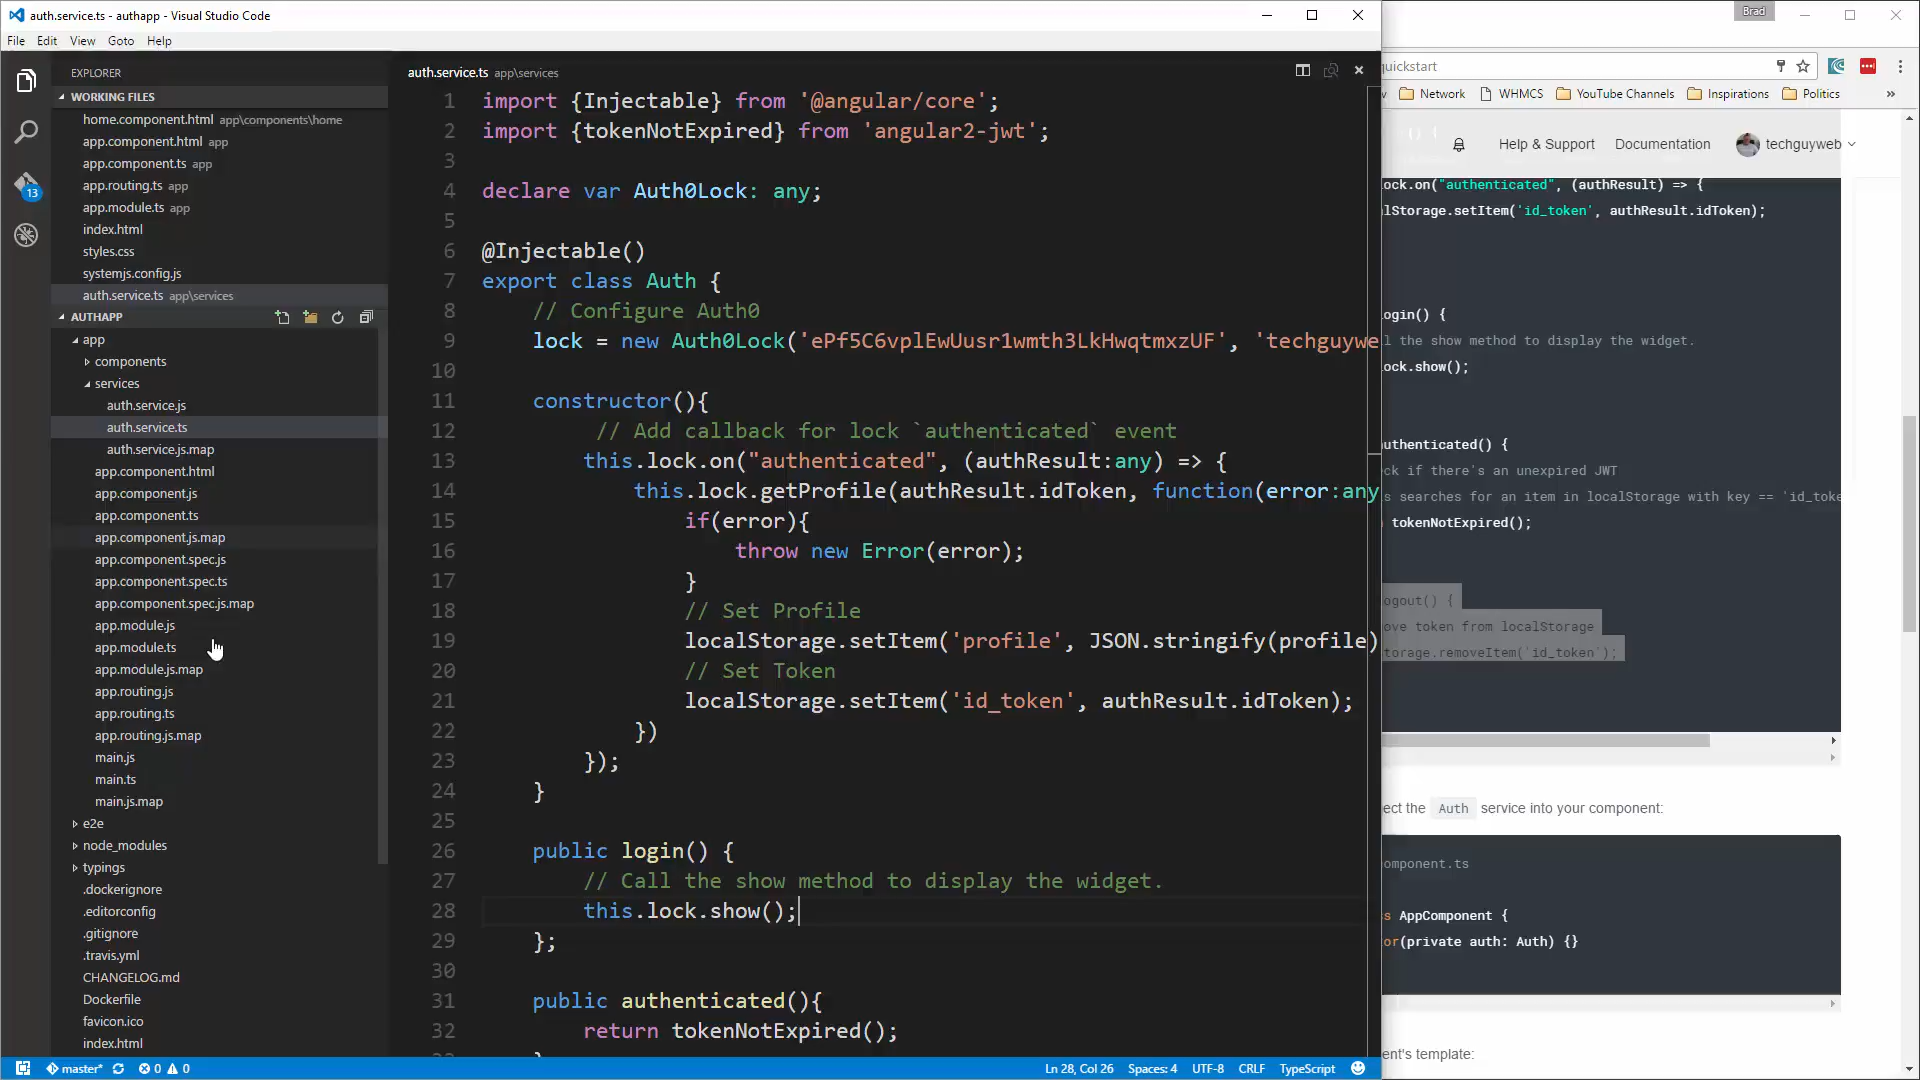 auth.service.ts - authapp - Visual Studio Code
File Edit View Goto Help
EXPLORER
WORKING FILES
home.component.html app\components\home
app.component.html app
app.component.ts app
app.routing.ts app
app.module.ts app
index.html
styles.css
systemjs.config.js
auth.service.ts app\services
AUTHAPP
app
components
services
auth.service.js
auth.service.ts
auth.service.js.map
app.component.html
app.component.js
app.component.ts
app.component.js.map
app.component.spec.js
app.component.spec.ts
app.component.spec.js.map
app.module.js
app.module.ts
app.module.js.map
app.routing.js
app.routing.ts
app.routing.js.map
main.js
main.ts
main.js.map
e2e
node_modules
typings
.dockerignore
.editorconfig
.gitignore
.travis.yml
CHANGELOG.md
Dockerfile
favicon.ico
index.html
13
auth.service.ts app\services
1 import {Injectable} from '@angular/core';
2 import {tokenNotExpired} from 'angular2-jwt';
3
4 declare var Auth0Lock: any;
5
6 @Injectable()
7 export class Auth {
8 // Configure Auth0
9 lock = new Auth0Lock('ePf5C6vplEwUusr1wmth3LkHwqtmxzUF', 'techguywe
10
11 constructor(){
12 // Add callback for lock `authenticated` event
13 this.lock.on("authenticated", (authResult:any) => {
14 this.lock.getProfile(authResult.idToken, function(error:any
15 if(error){
16 throw new Error(error);
17 }
18 // Set Profile
19 localStorage.setItem('profile', JSON.stringify(profile)
20 // Set Token
21 localStorage.setItem('id_token', authResult.idToken);
22 })
23 });
24 }
25
26 public login() {
27 // Call the show method to display the widget.
28 this.lock.show();
29 };
30
31 public authenticated(){
32 return tokenNotExpired();
master* 0 0
Ln 28, Col 26 Spaces: 4 UTF-8 CRLF TypeScript
Brad
quickstart
Network WHMCS YouTube Channels Inspirations Politics »
Help & Support Documentation techguyweb
ock.on("authenticated", (authResult) => {
lStorage.setItem('id_token', authResult.idToken);
ogin() {
l the show method to display the widget.
ock.show();
uthenticated() {
ck if there's an unexpired JWT
s searches for an item in localStorage with key == 'id_toke
tokenNotExpired();
ogout() {
ove token from localStorage
torage.removeItem('id_token');
ect the Auth service into your component:
omponent.ts
s AppComponent {
or(private auth: Auth) {}
ent's template: